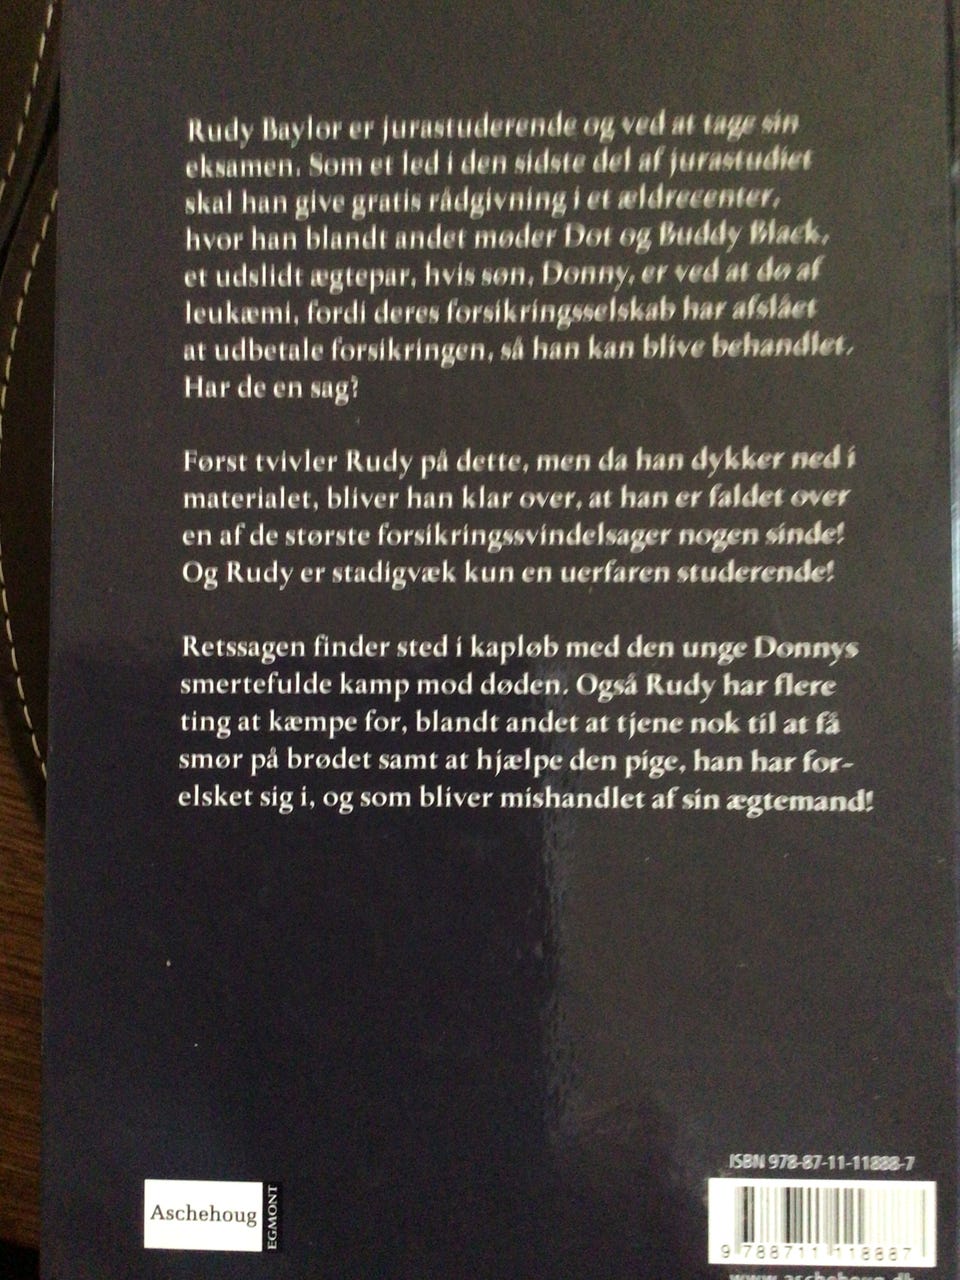 Rudy Baylor er jurastuderende og ved at tage sin
eksamen. Som et led i den sidste del af jurastudiet
skal han give gratis rådgivning i et ældrecenter,
hvor han blandt andet møder Dot og Buddy Black,
et udslidt ægtepar, hvis søn, Donny, er ved at dø af
leukæmi, fordi deres forsikringsselskab har afslået
at udbetale forsikringen, så han kan blive behandlet.
Har de en sag?
Først tvivler Rudy på dette, men da han dykker ned i
materialet, bliver han klar over, at han er faldet over
en af de største forsikringssvindelsager nogen sinde!
Og Rudy er stadigvæk kun en uerfaren studerende!
Retssagen finder sted i kapløb med den unge Donnys
smertefulde kamp mod døden. Også Rudy har flere
ting at kæmpe for, blandt andet at tjene nok til at få
smør på brødet samt at hjælpe den pige, han har for-
elsket sig i, og som bliver mishandlet af sin ægtemand!
ISBN 978-87-11-11888-7
Aschehoug
EGMONT
9 788711 118887
www.aschehoug.dk